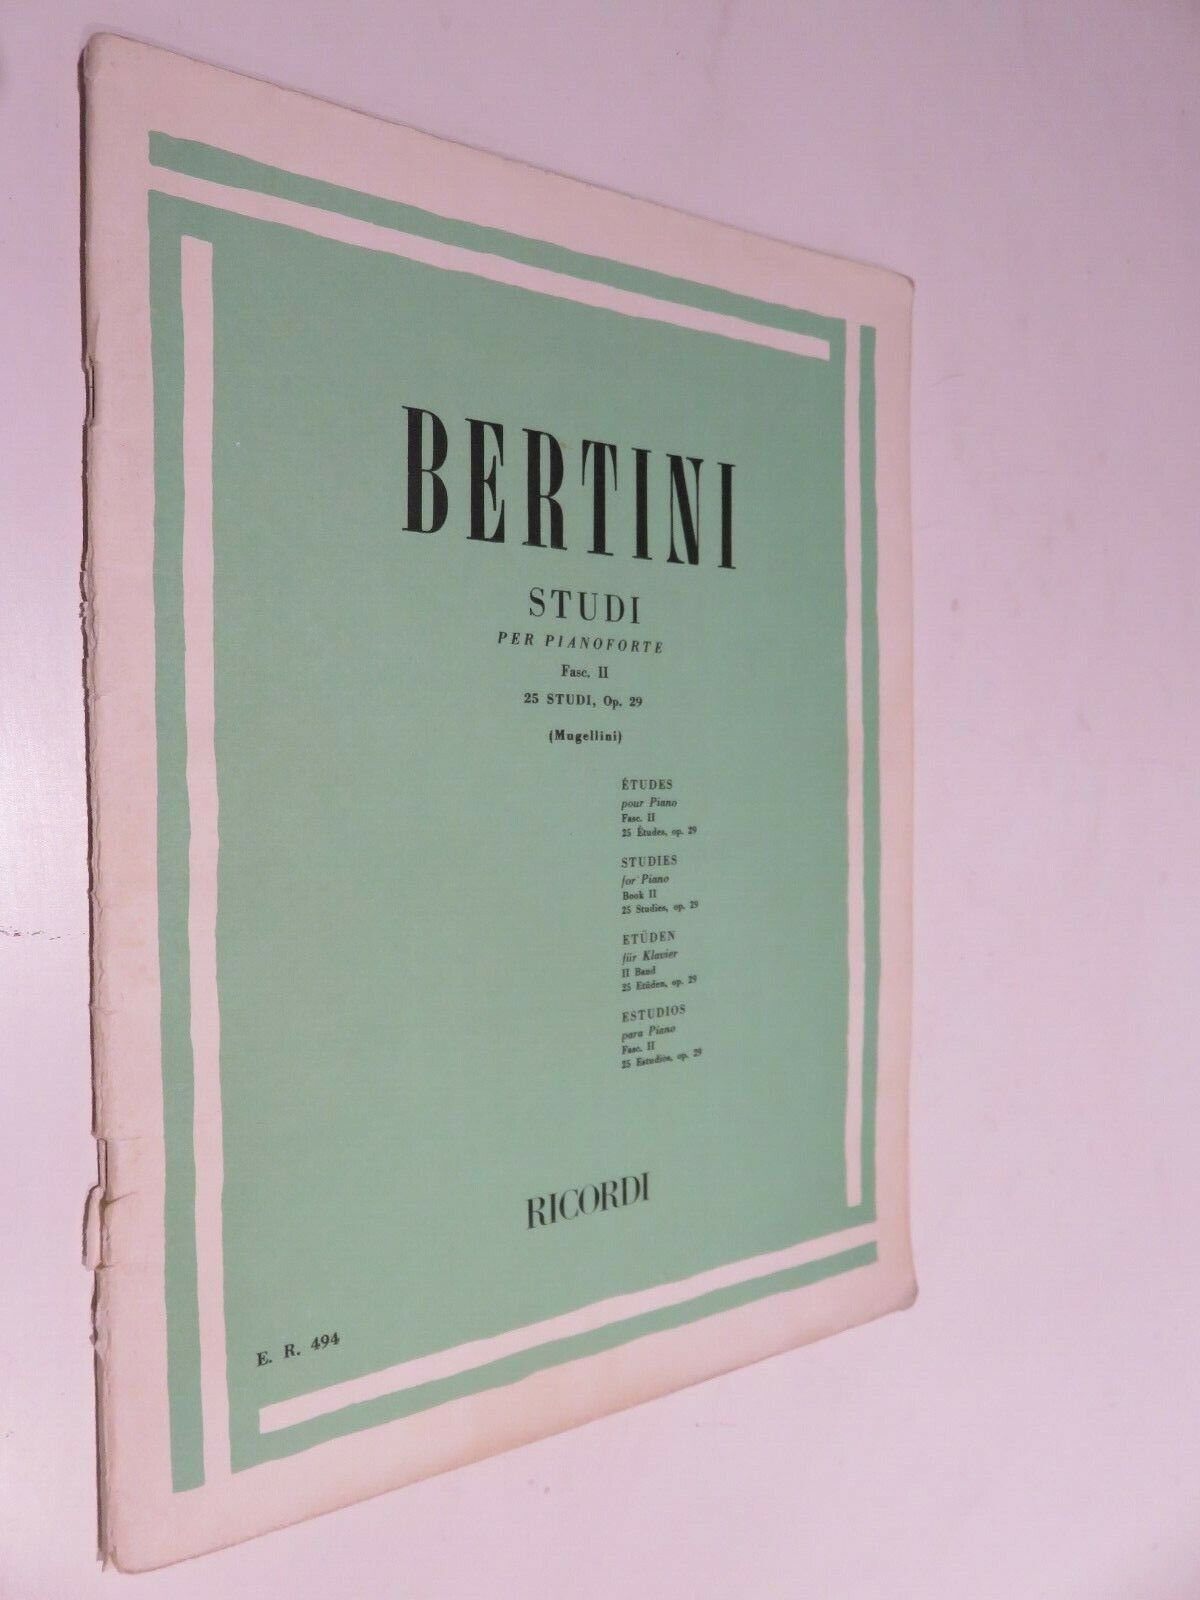 BERTINI
STUDI
PER PIANOFORTE
Fasc. II
25 STUDI, Op. 29
(Mugellini)
ÉTUDES
pour Piano
Fasc. II
25 Études, op. 29
STUDIES
for Piano
Book II
25 Studies, op. 29
ETÜDEN
für Klavier
II Band
25 Etüden, op. 29
ESTUDIOS
para Piano
Fasc. II
25 Estudios, op. 29
RICORDI
E. R. 494